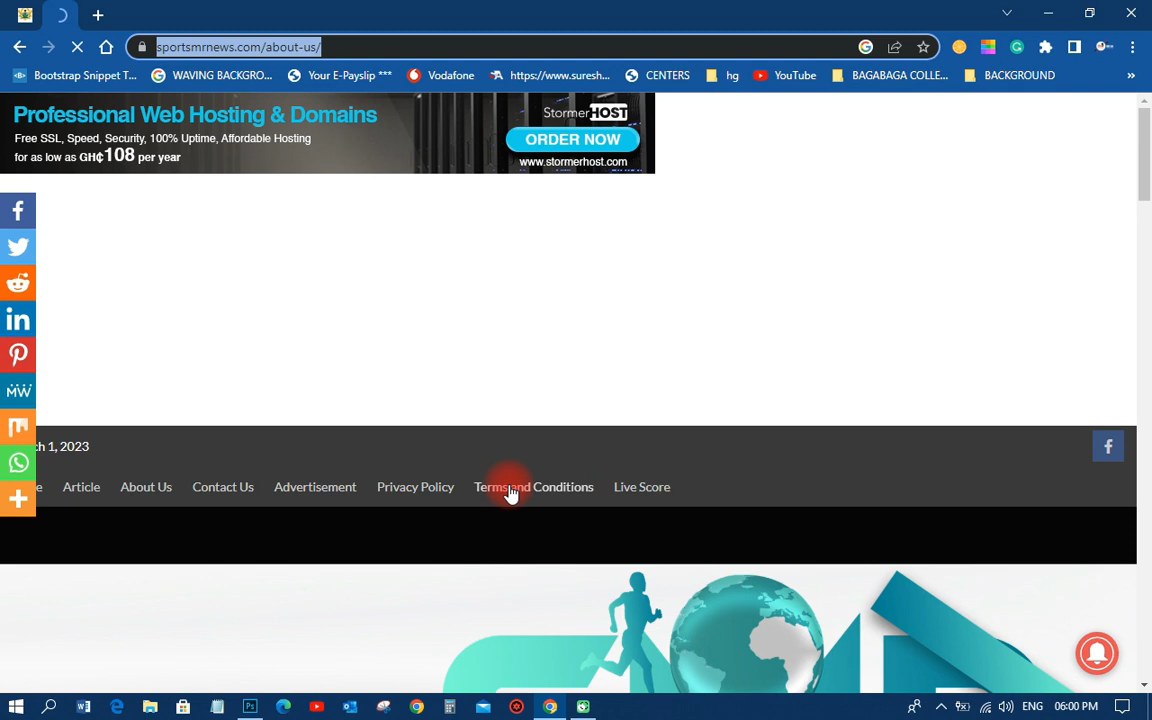 sportsmrnews.com/about-us/
Bootstrap Snippet T... WAVING BACKGRO... Your E-Payslip *** Vodafone https://www.suresh... CENTERS hg YouTube BAGABAGA COLLE... BACKGROUND »
Professional Web Hosting & Domains
Free SSL, Speed, Security, 100% Uptime, Affordable Hosting
for as low as GH₵108 per year
StormerHOST
ORDER NOW
www.stormerhost.com
ch 1, 2023
e Article About Us Contact Us Advertisement Privacy Policy Terms and Conditions Live Score
ENG 06:00 PM